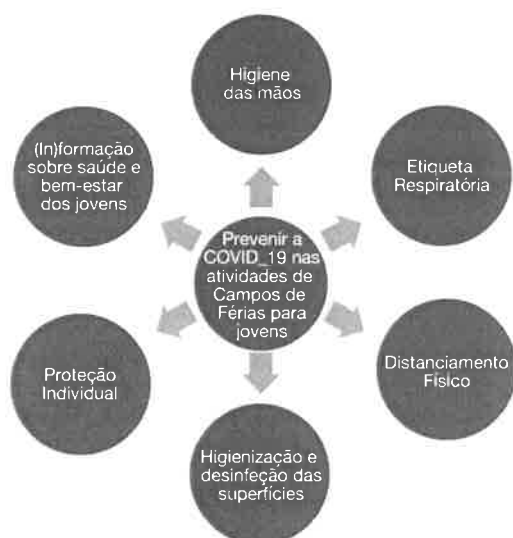 Higiene
das mãos
(In)formação
sobre saúde e
bem-estar
dos jovens
Etiqueta
Respiratória
Prevenir a
COVID_19 nas
atividades de
Campos de
Férias para
jovens
Proteção
Individual
Distanciamento
Físico
Higienização e
desinfeção das
superfícies